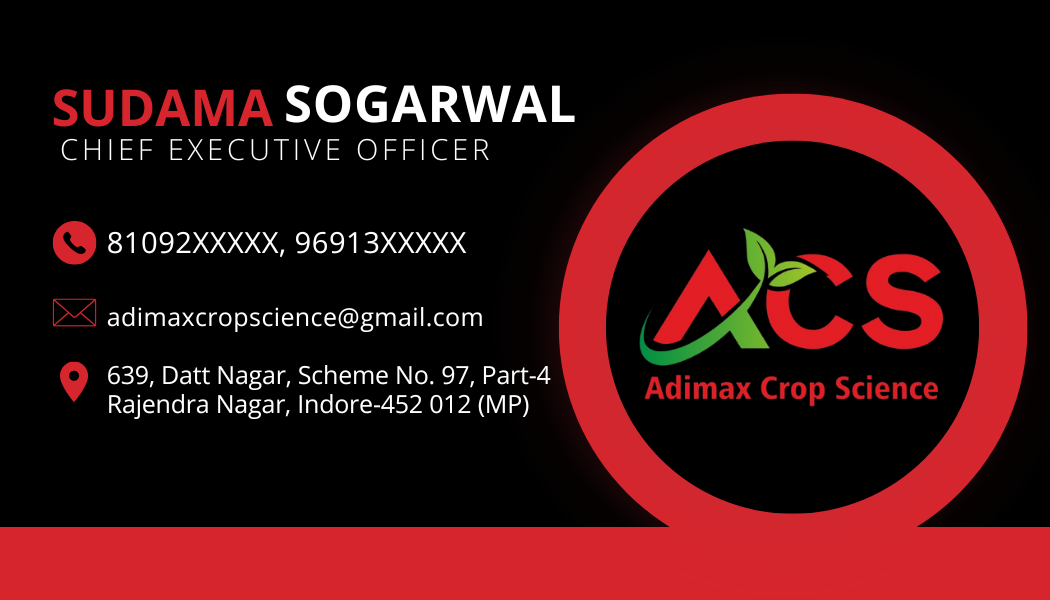 SUDAMA SOGARWAL
CHIEF EXECUTIVE OFFICER
81092XXXXX, 96913XXXXX
adimaxcropscience@gmail.com
639, Datt Nagar, Scheme No. 97, Part-4
Rajendra Nagar, Indore-452 012 (MP)
ACS
Adimax Crop Science